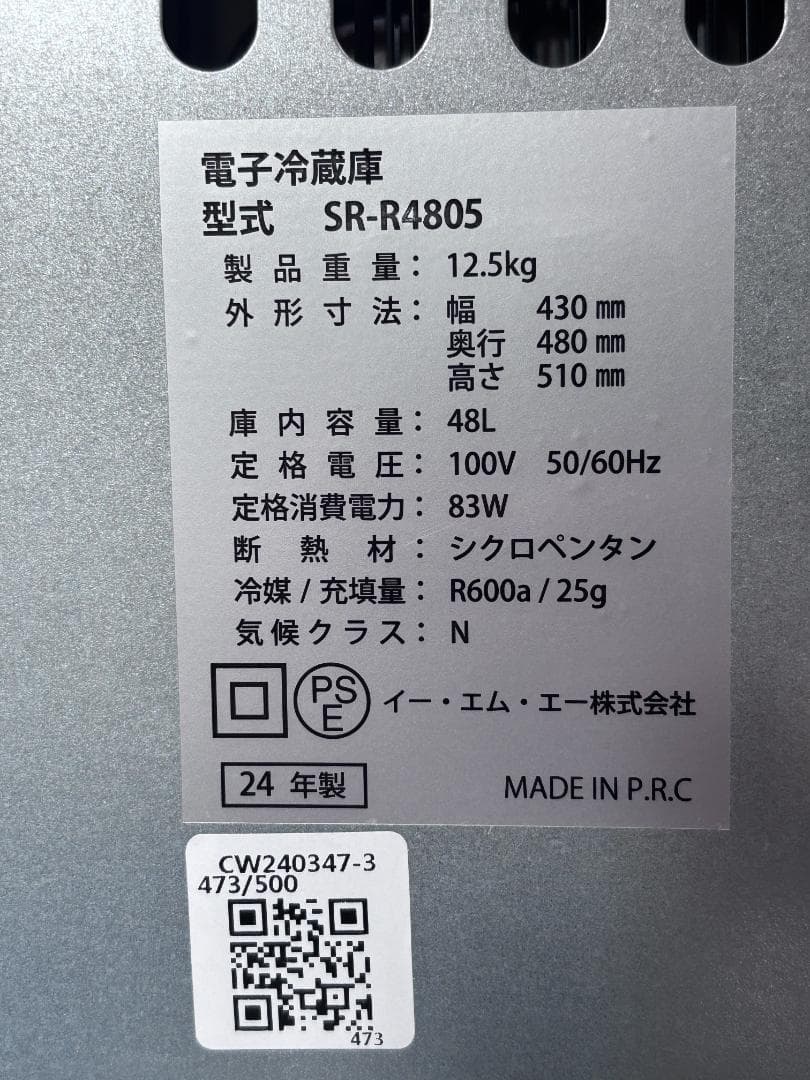 電子冷蔵庫
型式 SR-R4805
製品重量： 12.5kg
外形寸法： 幅 430㎜
奥行 480㎜
高さ 510㎜
庫内容量： 48L
定格電圧： 100V 50/60Hz
定格消費電力： 83W
断熱材： シクロペンタン
冷媒/充填量： R600a/25g
気候クラス： N
PSE イー・エム・エー株式会社
24年製 MADE IN P.R.C
CW240347-3
473/500
473